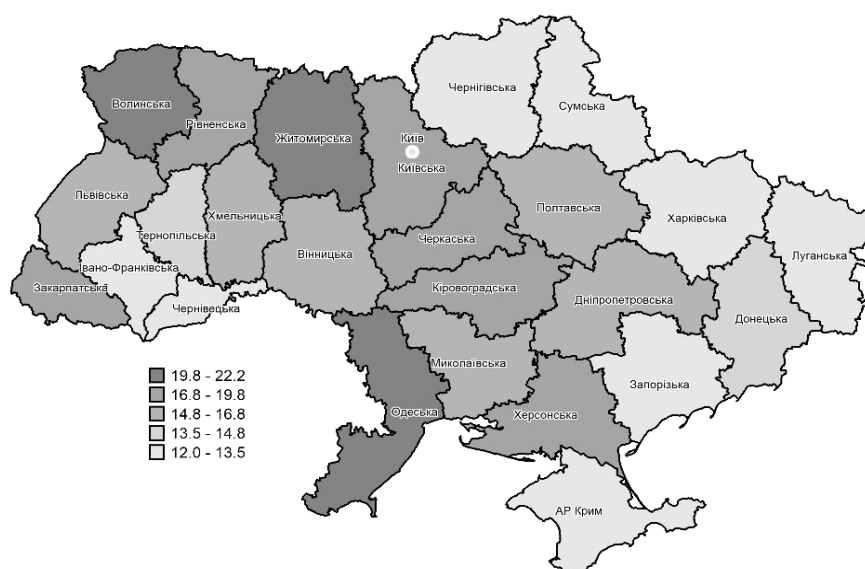 Чернігівська
Сумська
Волинська
Рівненська
Житомирська
Київ
Київська
Львівська
Тернопільська
Хмельницька
Полтавська
Харківська
Луганська
Черкаська
Вінницька
Івано-Франківська
Закарпатська
Чернівецька
Кіровоградська
Дніпропетровська
Донецька
Миколаївська
Запорізька
Одеська
Херсонська
АР Крим
19.8 - 22.2
16.8 - 19.8
14.8 - 16.8
13.5 - 14.8
12.0 - 13.5